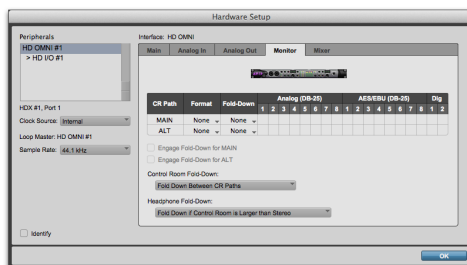 Hardware Setup
Peripherals
HD OMNI #1
> HD I/O #1
HDX #1, Port 1
Clock Source: Internal
Loop Master: HD OMNI #1
Sample Rate: 44.1 kHz
Identify
Interface: HD OMNI
Main Analog In Analog Out Monitor Mixer
CR Path Format Fold-Down Analog (DB-25) AES/EBU (DB-25) Dig
1 2 3 4 5 6 7 8 1 2 3 4 5 6 7 8 1 2
MAIN None None
ALT None None
Engage Fold-Down for MAIN
Engage Fold-Down for ALT
Control Room Fold-Down:
Fold Down Between CR Paths
Headphone Fold-Down:
Fold Down if Control Room is Larger than Stereo
OK